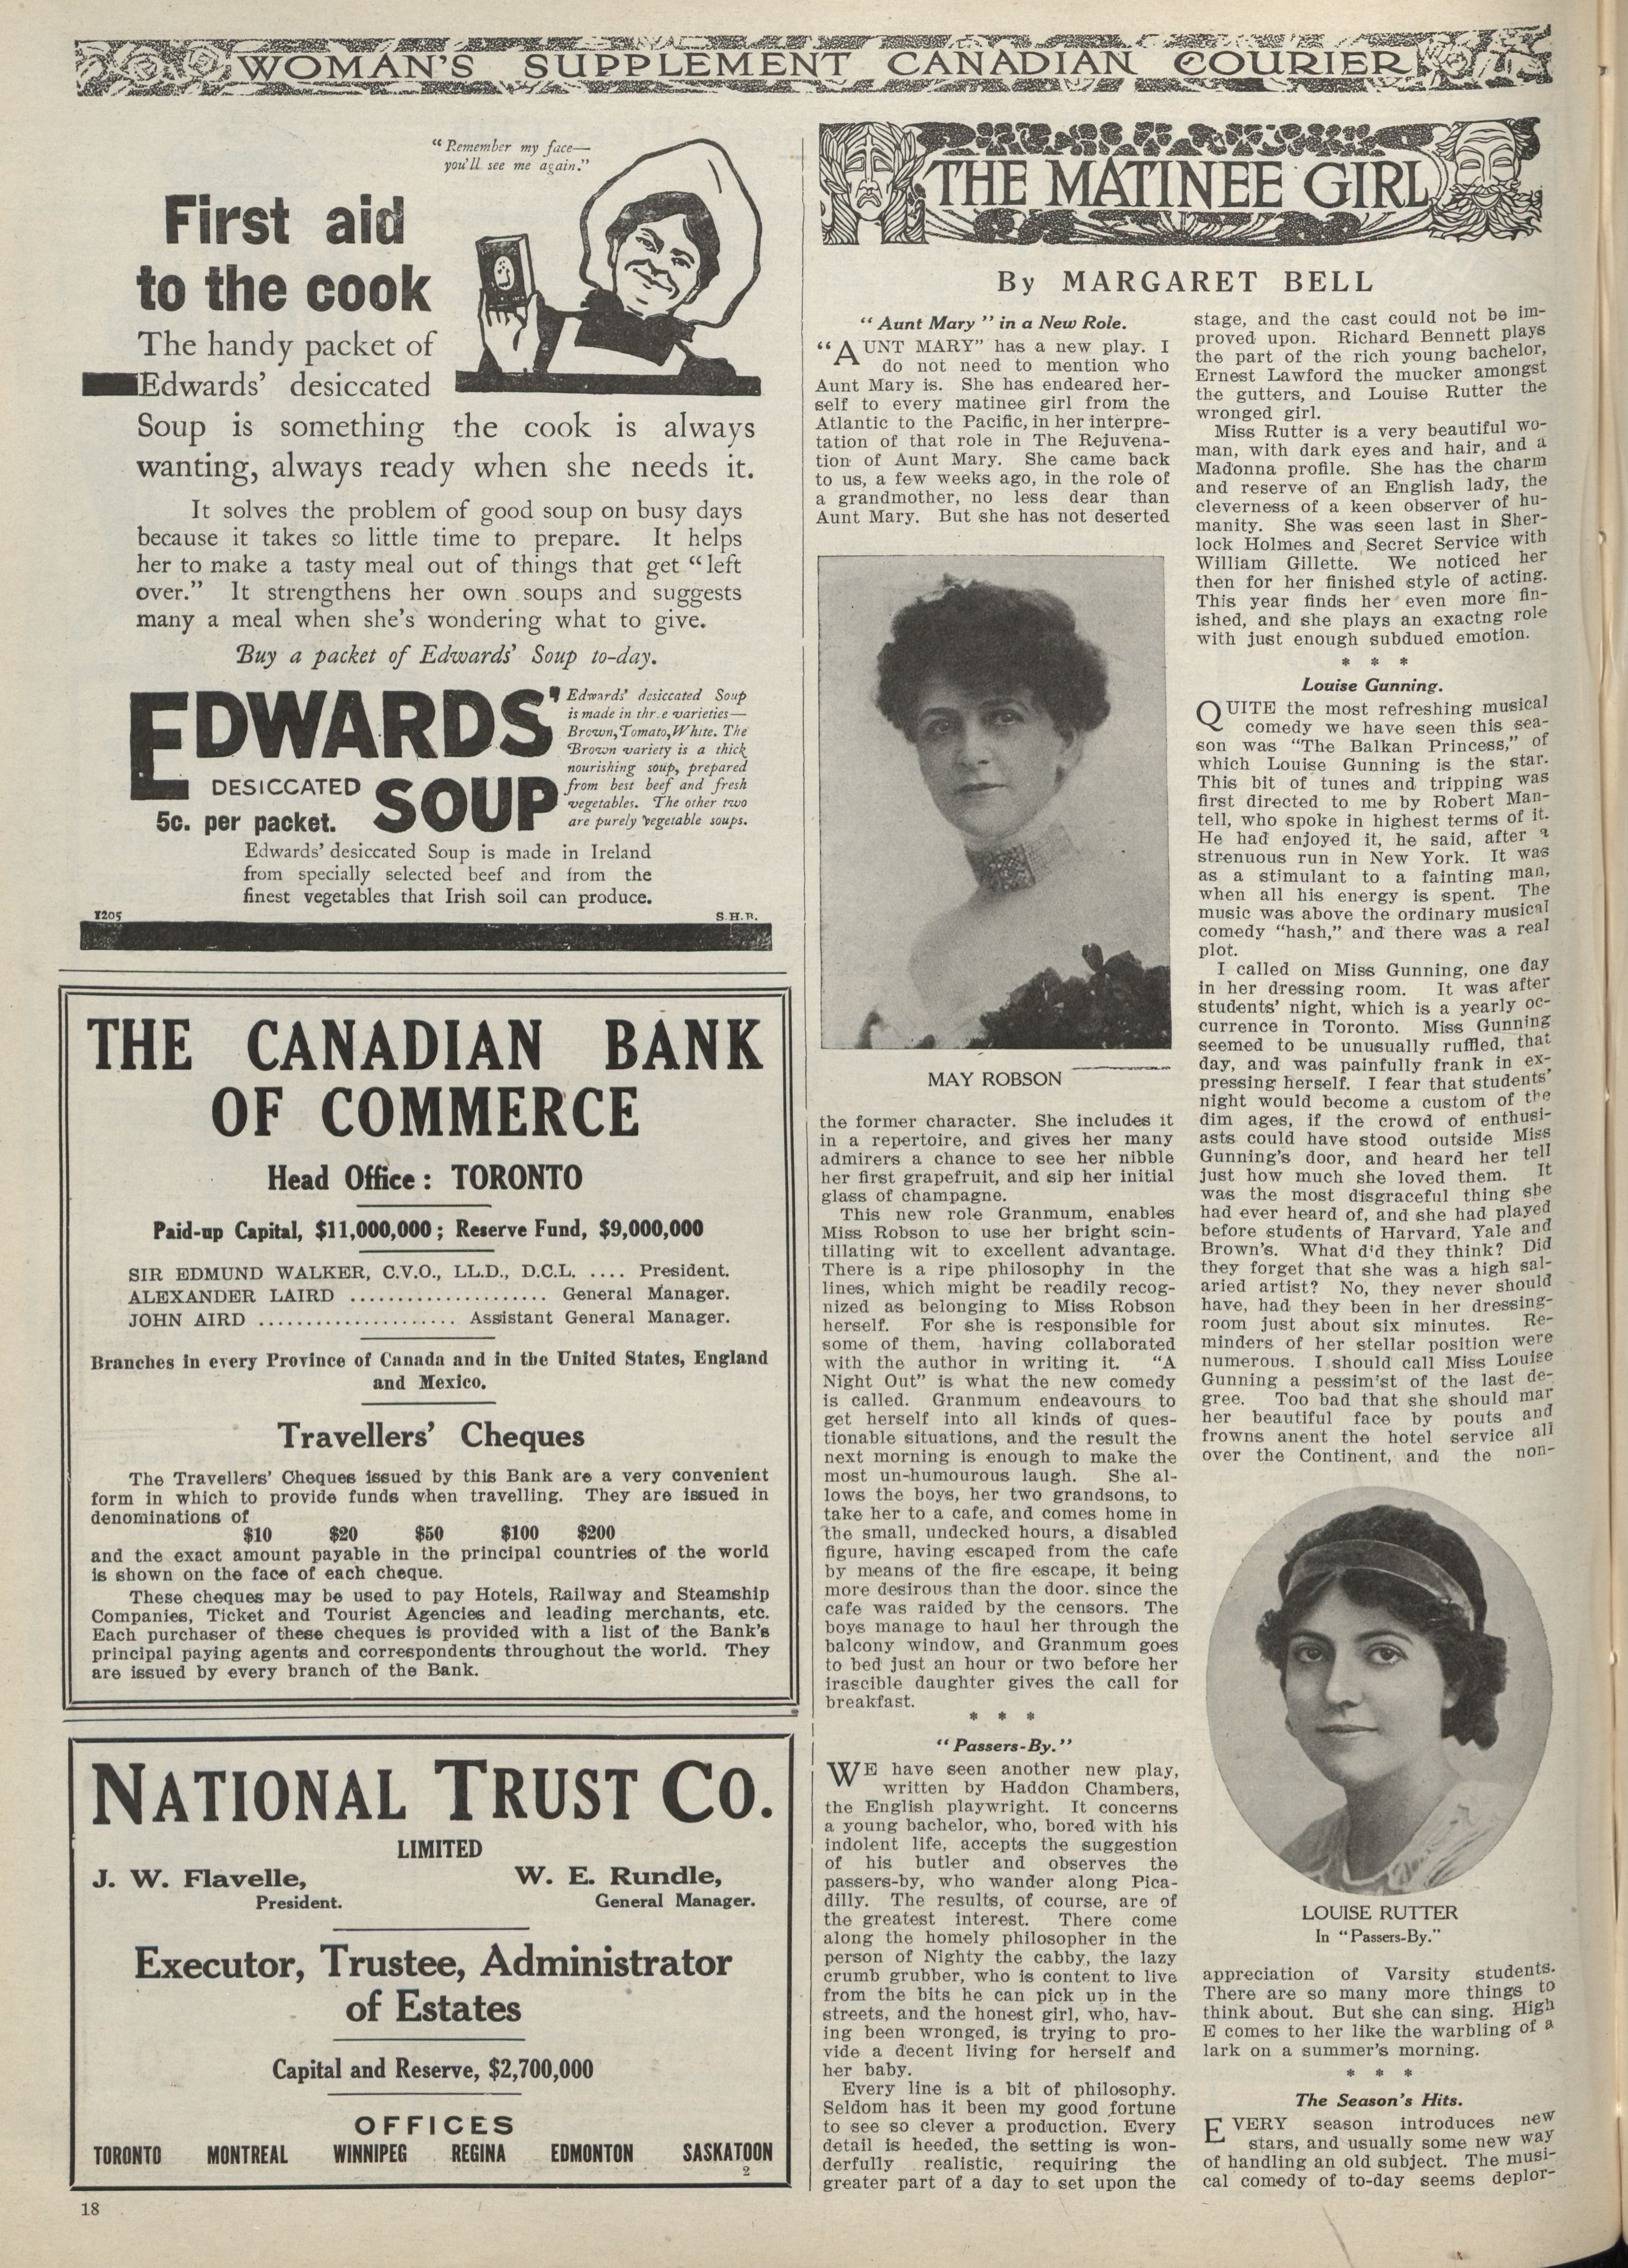 WOMAN'S SUPPLEMENT CANADIAN COURIER
"Remember my face—
you'll see me again."
First aid
to the cook
The handy packet of
Edwards' desiccated
Soup is something the cook is always
wanting, always ready when she needs it.
It solves the problem of good soup on busy days
because it takes so little time to prepare. It helps
her to make a tasty meal out of things that get "left
over." It strengthens her own soups and suggests
many a meal when she's wondering what to give.
Buy a packet of Edwards' Soup to-day.
EDWARDS'
DESICCATED SOUP
5c. per packet.
Edwards' desiccated Soup
is made in thr.e varieties—
Brown, Tomato, White. The
Brown variety is a thick
nourishing soup, prepared
from best beef and fresh
vegetables. The other two
are purely vegetable soups.
Edwards' desiccated Soup is made in Ireland
from specially selected beef and from the
finest vegetables that Irish soil can produce.
1205 S.H.B.
THE CANADIAN BANK
OF COMMERCE
Head Office: TORONTO
Paid-up Capital, $11,000,000; Reserve Fund, $9,000,000
SIR EDMUND WALKER, C.V.O., LL.D., D.C.L. .... President.
ALEXANDER LAIRD ...................... General Manager.
JOHN AIRD ...................... Assistant General Manager.
Branches in every Province of Canada and in the United States, England
and Mexico.
Travellers' Cheques
The Travellers' Cheques issued by this Bank are a very convenient
form in which to provide funds when travelling. They are issued in
denominations of
$10 $20 $50 $100 $200
and the exact amount payable in the principal countries of the world
is shown on the face of each cheque.
These cheques may be used to pay Hotels, Railway and Steamship
Companies, Ticket and Tourist Agencies and leading merchants, etc.
Each purchaser of these cheques is provided with a list of the Bank's
principal paying agents and correspondents throughout the world. They
are issued by every branch of the Bank.
NATIONAL TRUST CO.
LIMITED
J. W. Flavelle, W. E. Rundle,
President. General Manager.
Executor, Trustee, Administrator
of Estates
Capital and Reserve, $2,700,000
OFFICES
TORONTO MONTREAL WINNIPEG REGINA EDMONTON SASKATOON
2
18
THE MATINEE GIRL
By MARGARET BELL
"Aunt Mary" in a New Role.
"AUNT MARY" has a new play. I
do not need to mention who
Aunt Mary is. She has endeared her-
self to every matinee girl from the
Atlantic to the Pacific, in her interpre-
tation of that role in The Rejuvena-
tion of Aunt Mary. She came back
to us, a few weeks ago, in the role of
a grandmother, no less dear than
Aunt Mary. But she has not deserted
MAY ROBSON
the former character. She includes it
in a repertoire, and gives her many
admirers a chance to see her nibble
her first grapefruit, and sip her initial
glass of champagne.
This new role Granmum, enables
Miss Robson to use her bright scin-
tillating wit to excellent advantage.
There is a ripe philosophy in the
lines, which might be readily recog-
nized as belonging to Miss Robson
herself. For she is responsible for
some of them, having collaborated
with the author in writing it. "A
Night Out" is what the new comedy
is called. Granmum endeavours to
get herself into all kinds of ques-
tionable situations, and the result the
next morning is enough to make the
most un-humourous laugh. She al-
lows the boys, her two grandsons, to
take her to a cafe, and comes home in
the small, undecked hours, a disabled
figure, having escaped from the cafe
by means of the fire escape, it being
more desirous than the door. since the
cafe was raided by the censors. The
boys manage to haul her through the
balcony window, and Granmum goes
to bed just an hour or two before her
irascible daughter gives the call for
breakfast.
* * *
"Passers-By."
WE have seen another new play,
written by Haddon Chambers,
the English playwright. It concerns
a young bachelor, who, bored with his
indolent life, accepts the suggestion
of his butler and observes the
passers-by, who wander along Pica-
dilly. The results, of course, are of
the greatest interest. There come
along the homely philosopher in the
person of Nighty the cabby, the lazy
crumb grubber, who is content to live
from the bits he can pick up in the
streets, and the honest girl, who, hav-
ing been wronged, is trying to pro-
vide a decent living for herself and
her baby.
Every line is a bit of philosophy.
Seldom has it been my good fortune
to see so clever a production. Every
detail is heeded, the setting is won-
derfully realistic, requiring the
greater part of a day to set upon the
stage, and the cast could not be im-
proved upon. Richard Bennett plays
the part of the rich young bachelor,
Ernest Lawford the mucker amongst
the gutters, and Louise Rutter the
wronged girl.
Miss Rutter is a very beautiful wo-
man, with dark eyes and hair, and a
Madonna profile. She has the charm
and reserve of an English lady, the
cleverness of a keen observer of hu-
manity. She was seen last in Sher-
lock Holmes and Secret Service with
William Gillette. We noticed her
then for her finished style of acting.
This year finds her even more fin-
ished, and she plays an exactng role
with just enough subdued emotion.
* * *
Louise Gunning.
QUITE the most refreshing musical
comedy we have seen this sea-
son was "The Balkan Princess," of
which Louise Gunning is the star.
This bit of tunes and tripping was
first directed to me by Robert Man-
tell, who spoke in highest terms of it.
He had enjoyed it, he said, after a
strenuous run in New York. It was
as a stimulant to a fainting man,
when all his energy is spent. The
music was above the ordinary musical
comedy "hash," and there was a real
plot.
I called on Miss Gunning, one day
in her dressing room. It was after
students' night, which is a yearly oc-
currence in Toronto. Miss Gunning
seemed to be unusually ruffled, that
day, and was painfully frank in ex-
pressing herself. I fear that students'
night would become a custom of the
dim ages, if the crowd of enthusi-
asts could have stood outside Miss
Gunning's door, and heard her tell
just how much she loved them. It
was the most disgraceful thing she
had ever heard of, and she had played
before students of Harvard, Yale and
Brown's. What d'd they think? Did
they forget that she was a high sal-
aried artist? No, they never should
have, had they been in her dressing-
room just about six minutes. Re-
minders of her stellar position were
numerous. I should call Miss Louise
Gunning a pessim'st of the last de-
gree. Too bad that she should mar
her beautiful face by pouts and
frowns anent the hotel service all
over the Continent, and the non-
LOUISE RUTTER
In "Passers-By."
appreciation of Varsity students.
There are so many more things to
think about. But she can sing. High
E comes to her like the warbling of a
lark on a summer's morning.
* * *
The Season's Hits.
EVERY season introduces new
stars, and usually some new way
of handling an old subject. The musi-
cal comedy of to-day seems deplor-